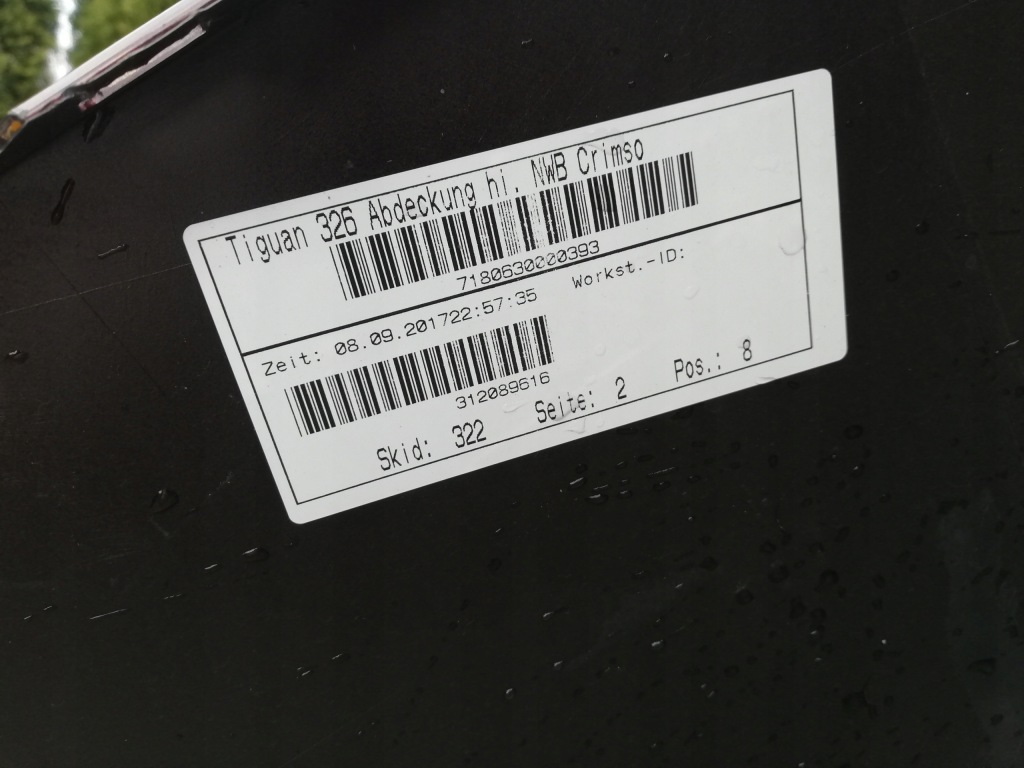 Tiguan 326 Abdeckung hi. NWB Crimso
7180630000393
Zeit: 08.09.201722:57:35 Workst.-ID:
312089616
Skid: 322 Seite: 2 Pos.: 8